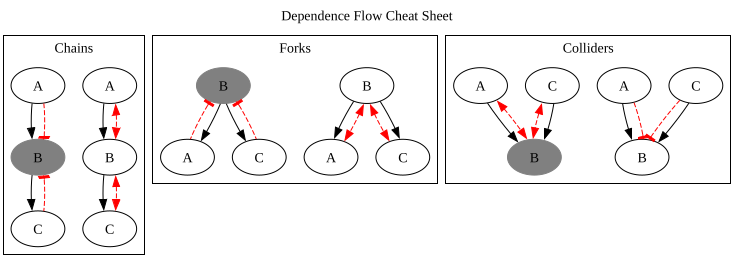 Dependence Flow Cheat Sheet
Chains
A A
B B
C C
Forks
B B
A C A C
Colliders
A C A C
B B